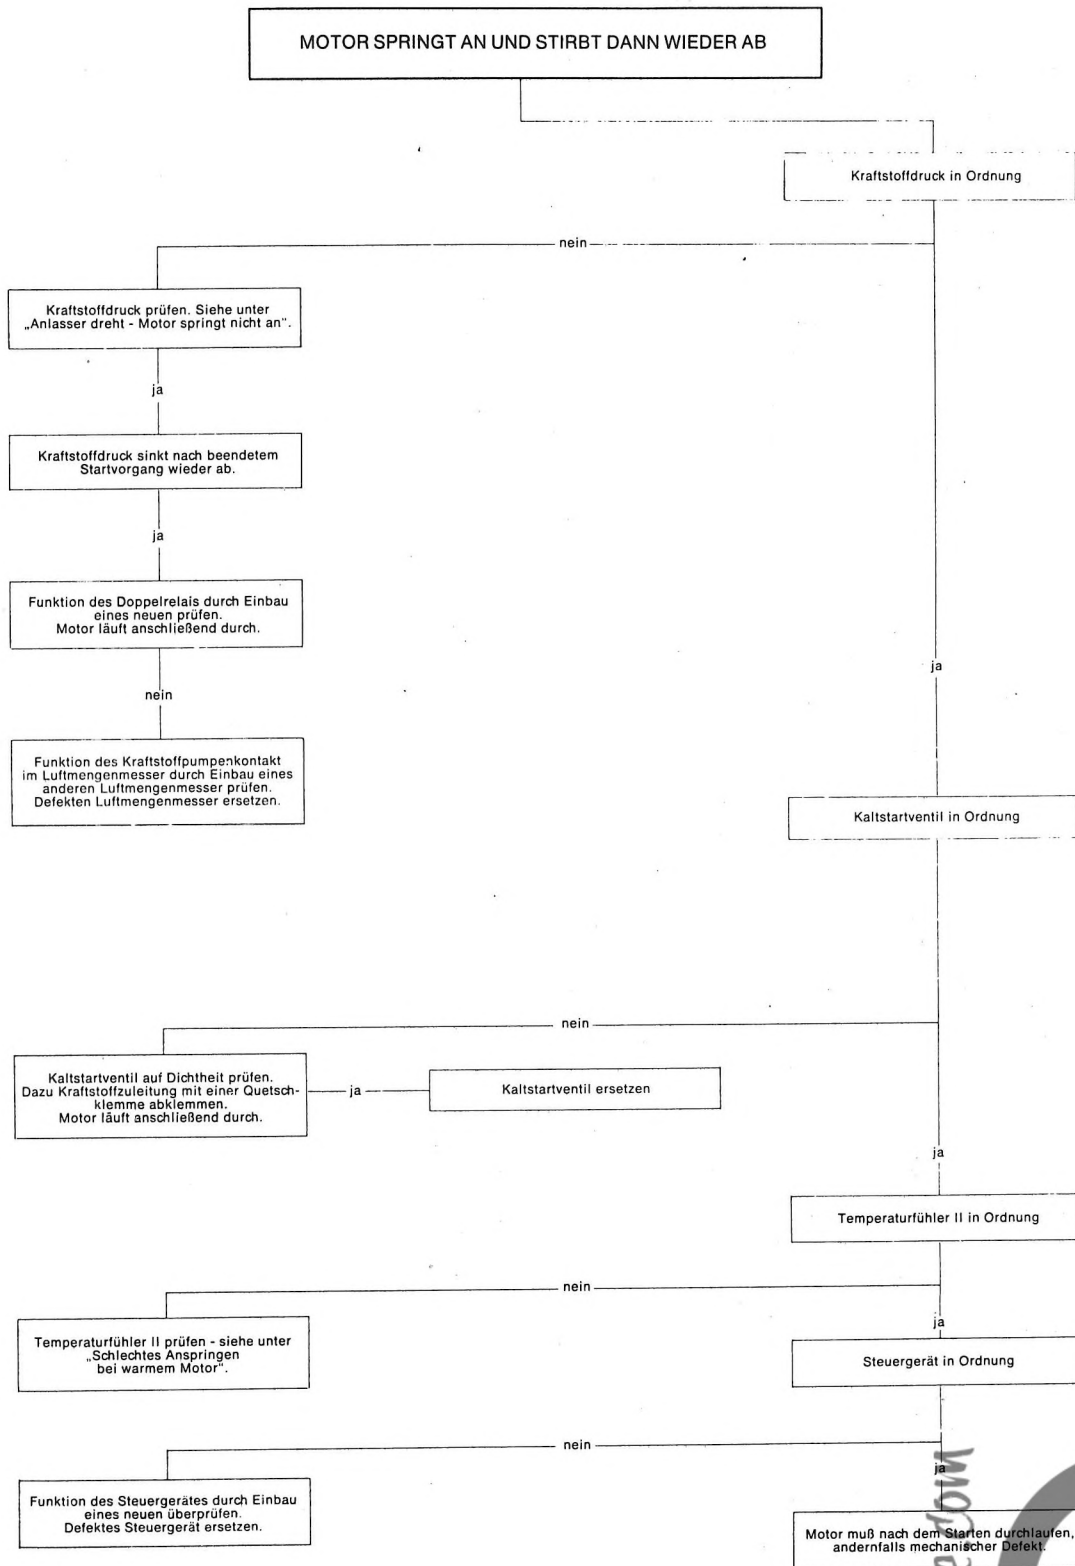 MOTOR SPRINGT AN UND STIRBT DANN WIEDER AB
Kraftstoffdruck in Ordnung
nein
Kraftstoffdruck prüfen. Siehe unter
„Anlasser dreht - Motor springt nicht an".
ja
Kraftstoffdruck sinkt nach beendetem
Startvorgang wieder ab.
ja
Funktion des Doppelrelais durch Einbau
eines neuen prüfen.
Motor läuft anschließend durch.
nein
Funktion des Kraftstoffpumpenkontakt
im Luftmengenmesser durch Einbau eines
anderen Luftmengenmesser prüfen.
Defekten Luftmengenmesser ersetzen.
ja
Kaltstartventil in Ordnung
nein
Kaltstartventil auf Dichtheit prüfen.
Dazu Kraftstoffzuleitung mit einer Quetsch-
klemme abklemmen.
Motor läuft anschließend durch.
ja
Kaltstartventil ersetzen
ja
Temperaturfühler II in Ordnung
nein
Temperaturfühler II prüfen - siehe unter
„Schlechtes Anspringen
bei warmem Motor".
ja
Steuergerät in Ordnung
nein
Funktion des Steuergerätes durch Einbau
eines neuen überprüfen.
Defektes Steuergerät ersetzen.
ja
Motor muß nach dem Starten durchlaufen,
andernfalls mechanischer Defekt.